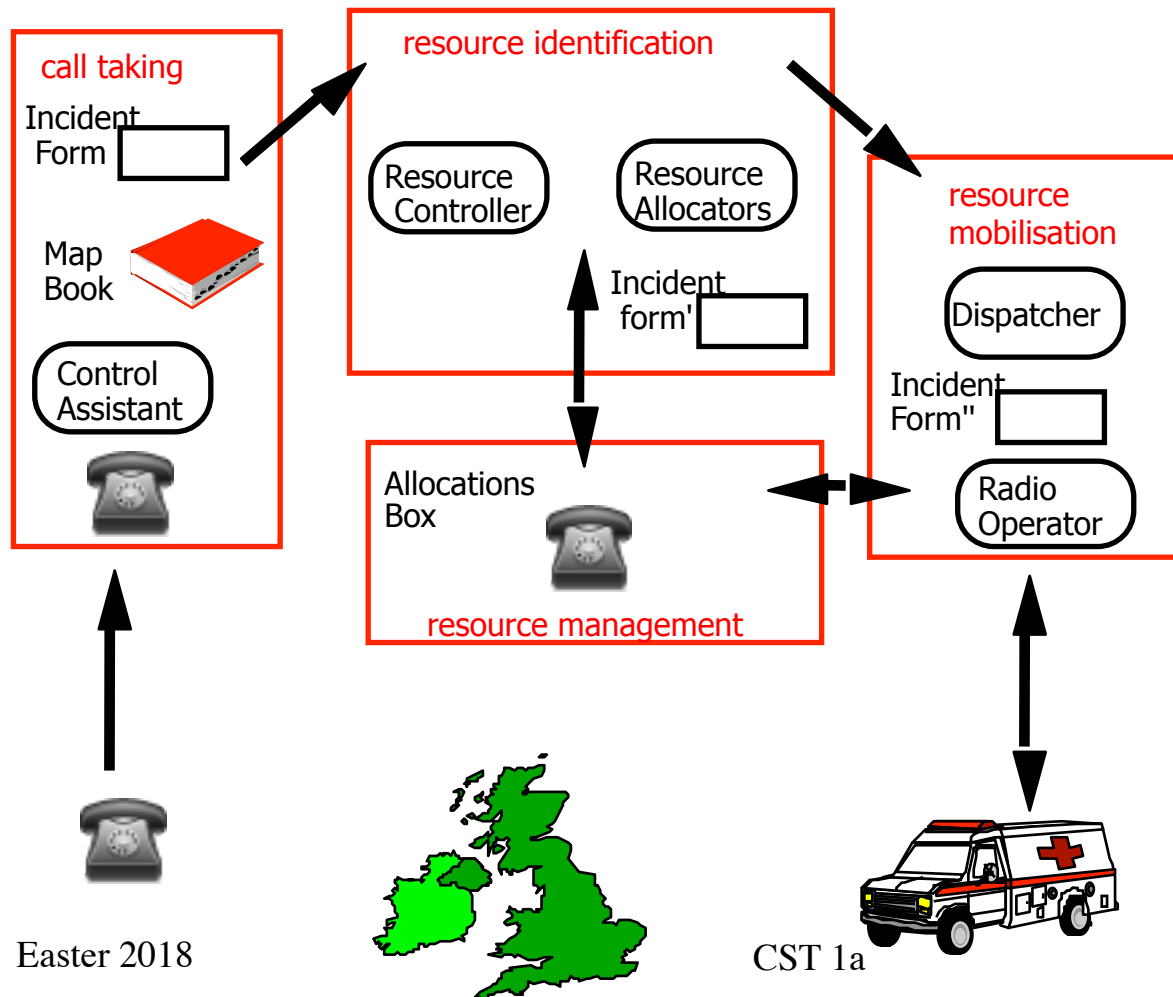 call taking
Incident
Form
Map
Book
Control
Assistant
resource identification
Resource
Controller
Resource
Allocators
Incident
form'
Allocations
Box
resource management
resource
mobilisation
Dispatcher
Incident
Form"
Radio
Operator
Easter 2018
CST 1a